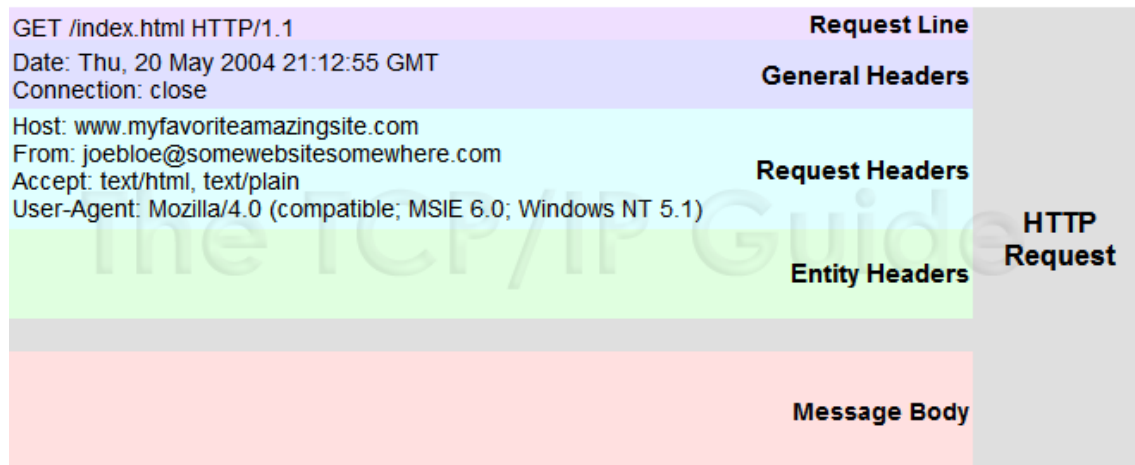 GET /index.html HTTP/1.1 Request Line
Date: Thu, 20 May 2004 21:12:55 GMT
Connection: close
General Headers
Host: www.myfavoriteamazingsite.com
From: joebloe@somewebsitesomewhere.com
Accept: text/html, text/plain
User-Agent: Mozilla/4.0 (compatible; MSIE 6.0; Windows NT 5.1)
Request Headers
The TCP/IP Guide
Entity Headers
Message Body
HTTP
Request